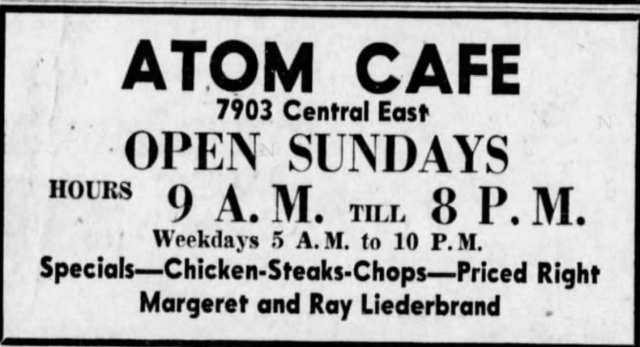 ATOM CAFE
7903 Central East
OPEN SUNDAYS
HOURS 9 A.M. TILL 8 P.M.
Weekdays 5 A.M. to 10 P.M.
Specials—Chicken-Steaks-Chops—Priced Right
Margeret and Ray Liederbrand